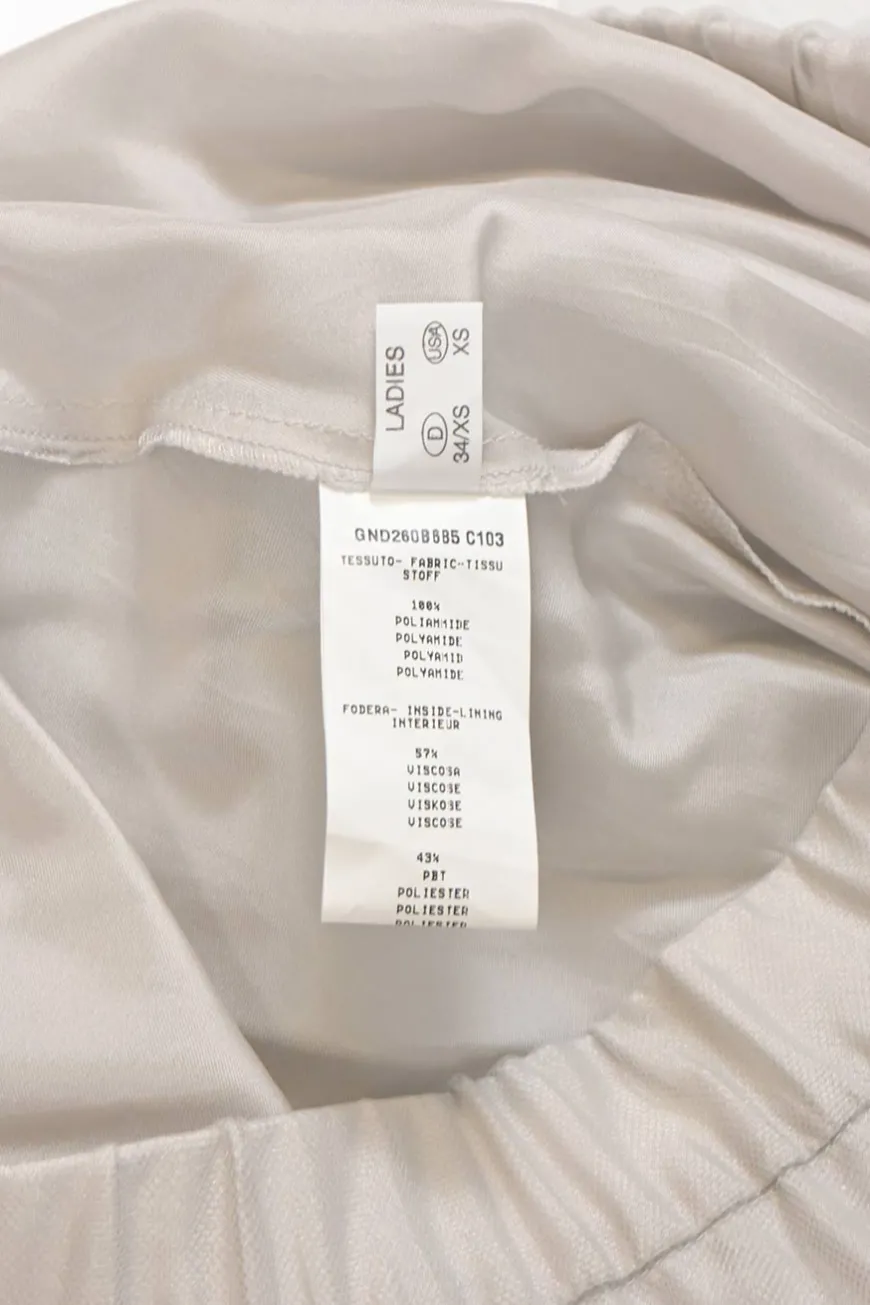 LADIES
D USA
34/XS XS
GND260BBB5 C103
TESSUTO- FABRIC-TISSU
STOFF
100%
POLIAMMIDE
POLYAMIDE
POLYAMID
POLYAMIDE
FODERA- INSIDE-LINING
INTERIEUR
57%
VISCOSA
VISCOSE
VISKOSE
VISCOSE
43%
PBT
POLIESTER
POLIESTER